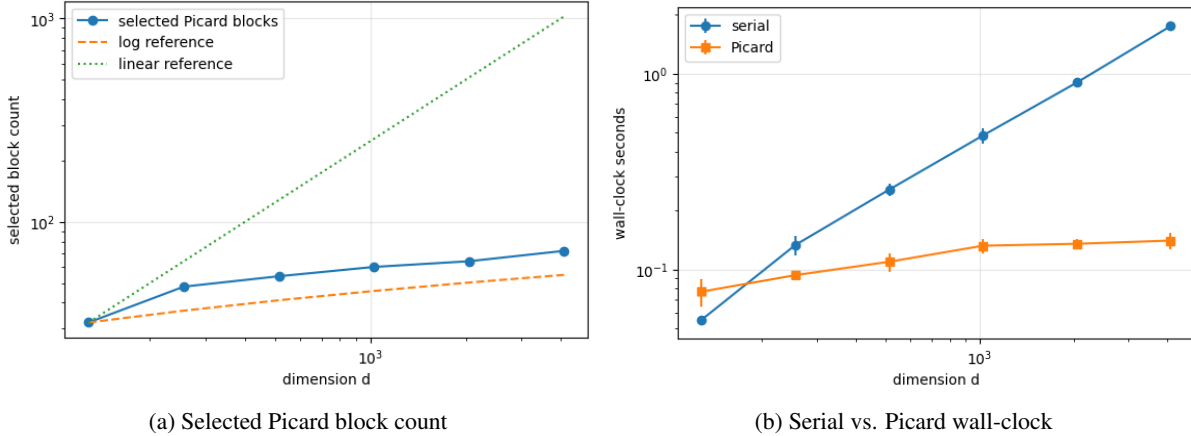 10³
10²
selected block count
selected Picard blocks
log reference
linear reference
10³
dimension d
(a) Selected Picard block count
10⁰
10⁻¹
wall-clock seconds
serial
Picard
10³
dimension d
(b) Serial vs. Picard wall-clock